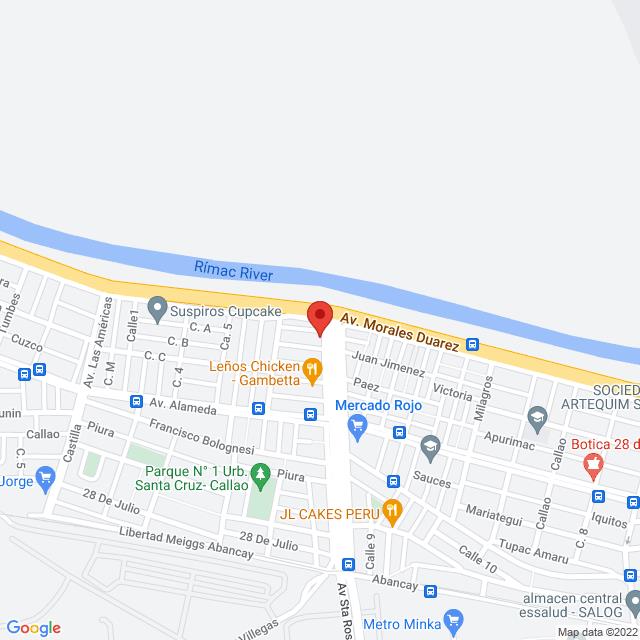 Rímac River
Suspiros Cupcake
Av. Morales Duarez
Tumbes
Av. Las Américas
Calle1
C. A
Ca. 5
C. B
Cuzco
C. C
C. M
C. 4
Juan Jimenez
Leños Chicken
- Gambetta
Paez
Victoria
Milagros
SOCIED
ARTEQUIM S
Av. Alameda
Mercado Rojo
unin
Callao
Castilla
Piura
Francisco Bolognesi
Apurimac
Callao
Botica 28 d
C. 5
Jorge
Parque N° 1 Urb.
Santa Cruz- Callao
Piura
Sauces
28 De Julio
JL CAKES PERU
Mariategui
Callao
Iquitos
C. 8
Libertad Meiggs Abancay
28 De Julio
Calle 9
Tupac Amaru
Calle 10
Abancay
Av Sta Ros
almacen central
essalud - SALOG
Villegas
Metro Minka
Google
Map data ©2022